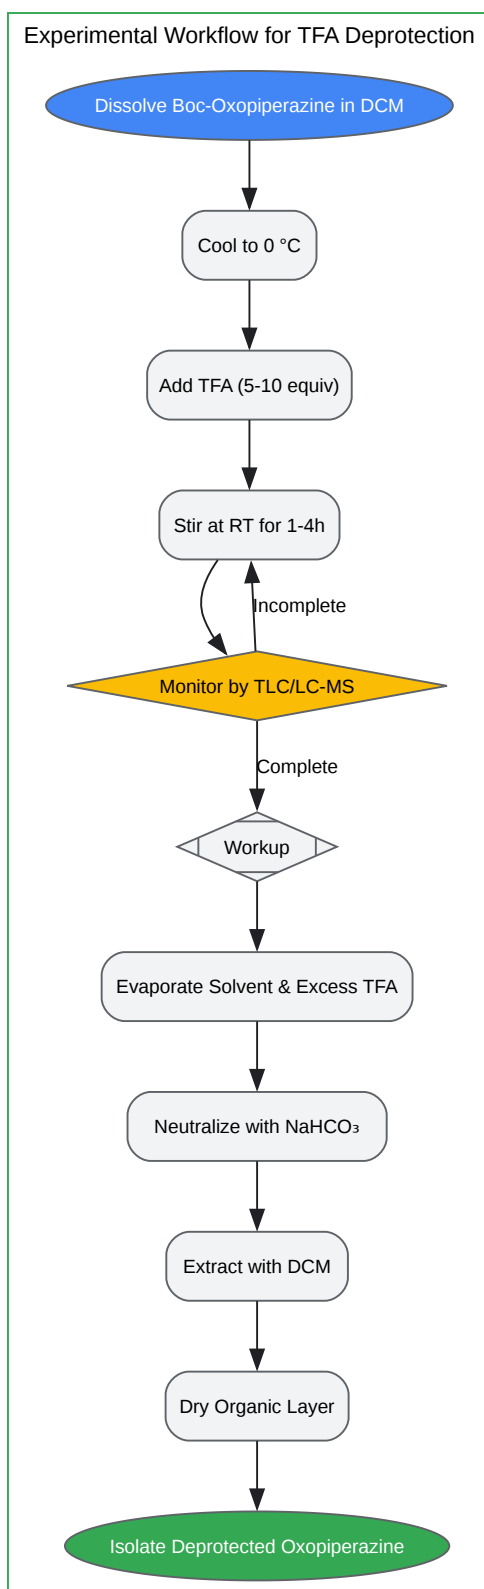 Experimental Workflow for TFA Deprotection
Dissolve Boc-Oxopiperazine in DCM
Cool to 0 °C
Add TFA (5-10 equiv)
Stir at RT for 1-4h
Incomplete
Monitor by TLC/LC-MS
Complete
Workup
Evaporate Solvent & Excess TFA
Neutralize with NaHCO₃
Extract with DCM
Dry Organic Layer
Isolate Deprotected Oxopiperazine